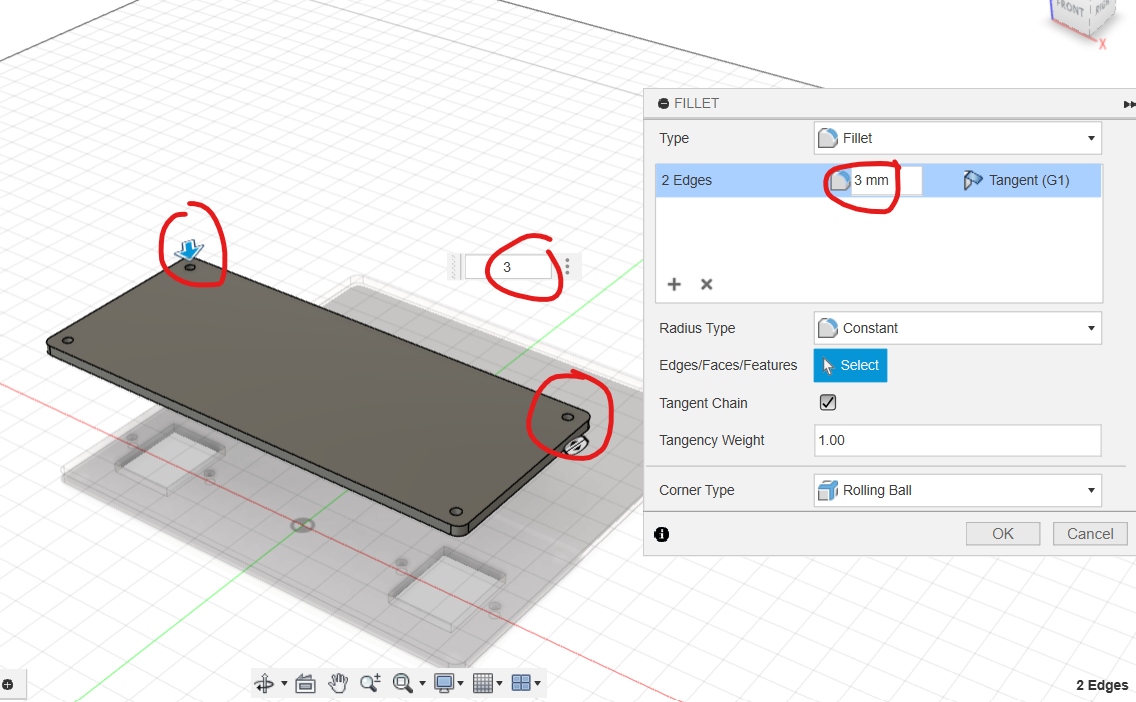 FRONT
RIGHT
X
FILLET
Type
Fillet
2 Edges
3 mm
Tangent (G1)
3
Radius Type
Constant
Edges/Faces/Features
Select
Tangent Chain
Tangency Weight
1.00
Corner Type
Rolling Ball
OK
Cancel
2 Edges